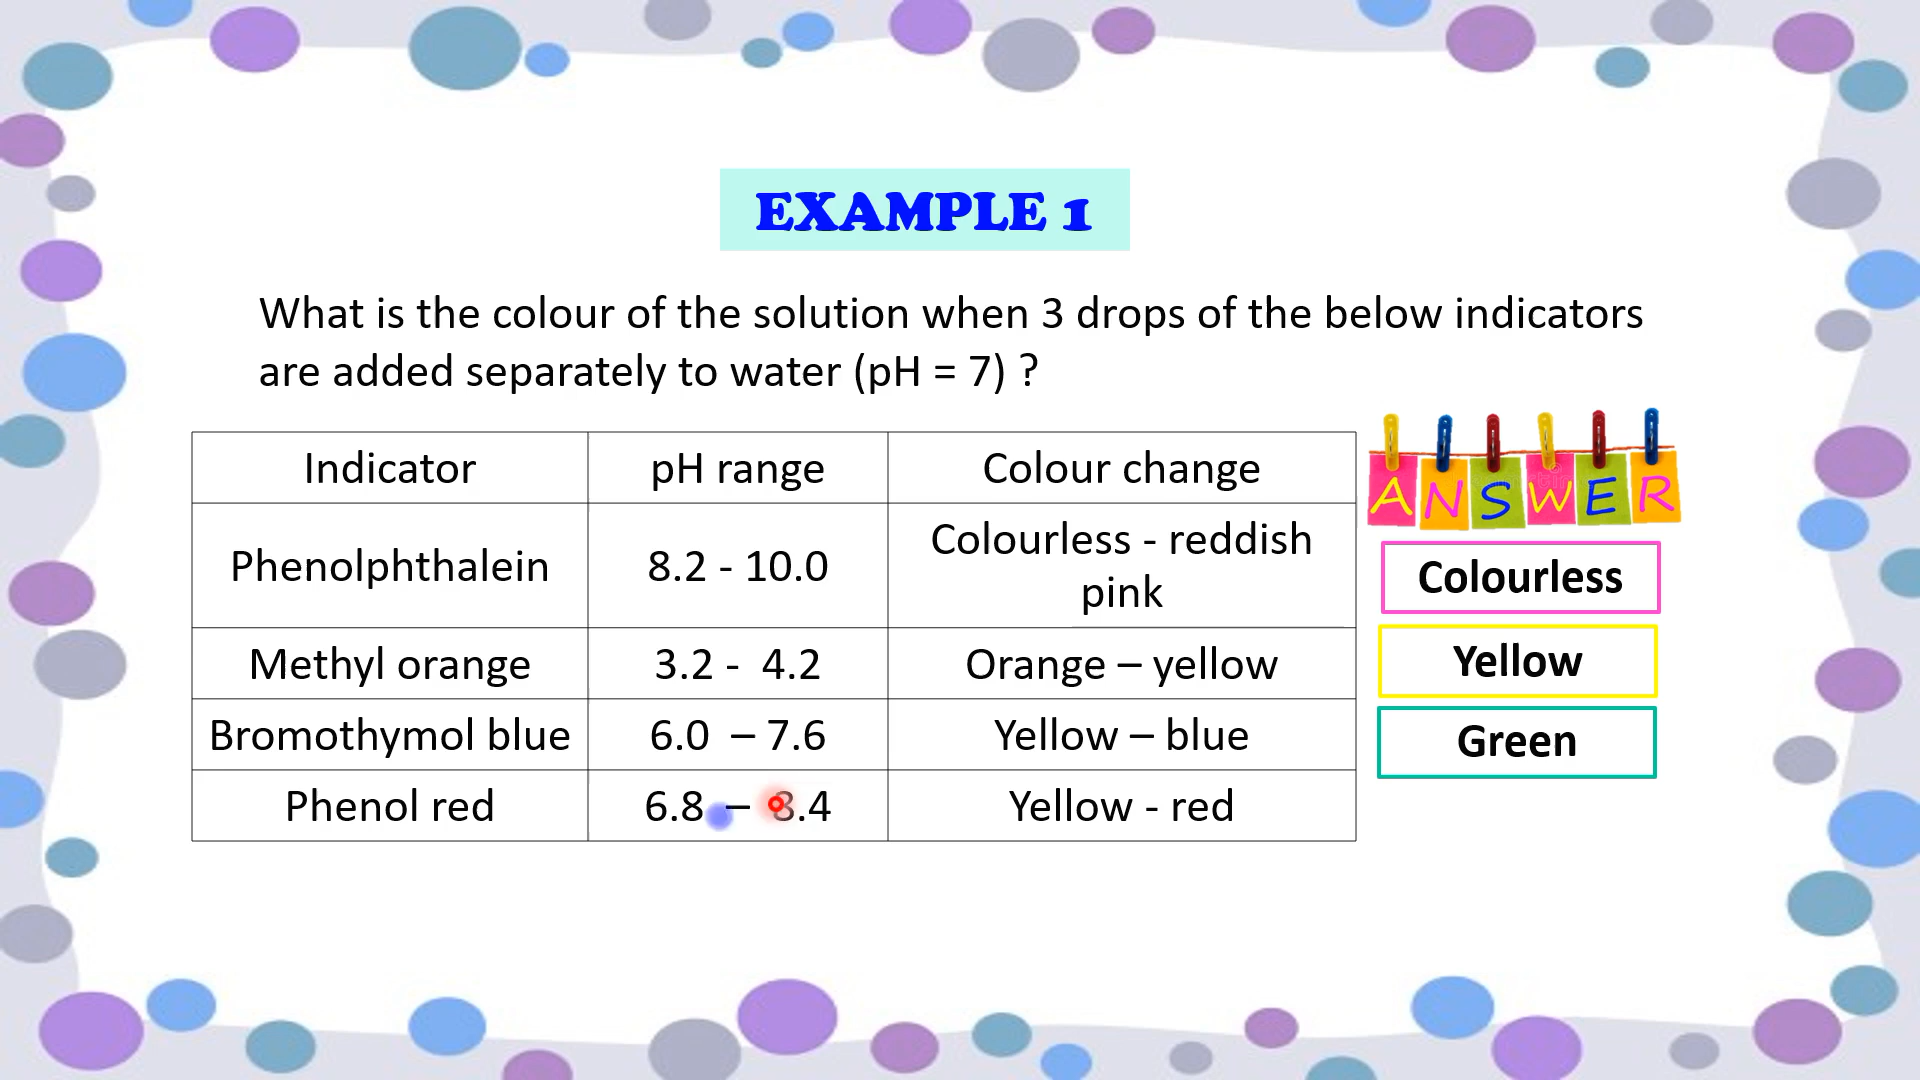 EXAMPLE 1
What is the colour of the solution when 3 drops of the below indicators
are added separately to water (pH = 7) ?
ANSWER
Indicator pH range Colour change
Phenolphthalein 8.2 - 10.0 Colourless - reddish
pink
Colourless
Methyl orange 3.2 - 4.2 Orange – yellow
Yellow
Bromothymol blue 6.0 – 7.6 Yellow – blue
Green
Phenol red 6.8 – 8.4 Yellow - red